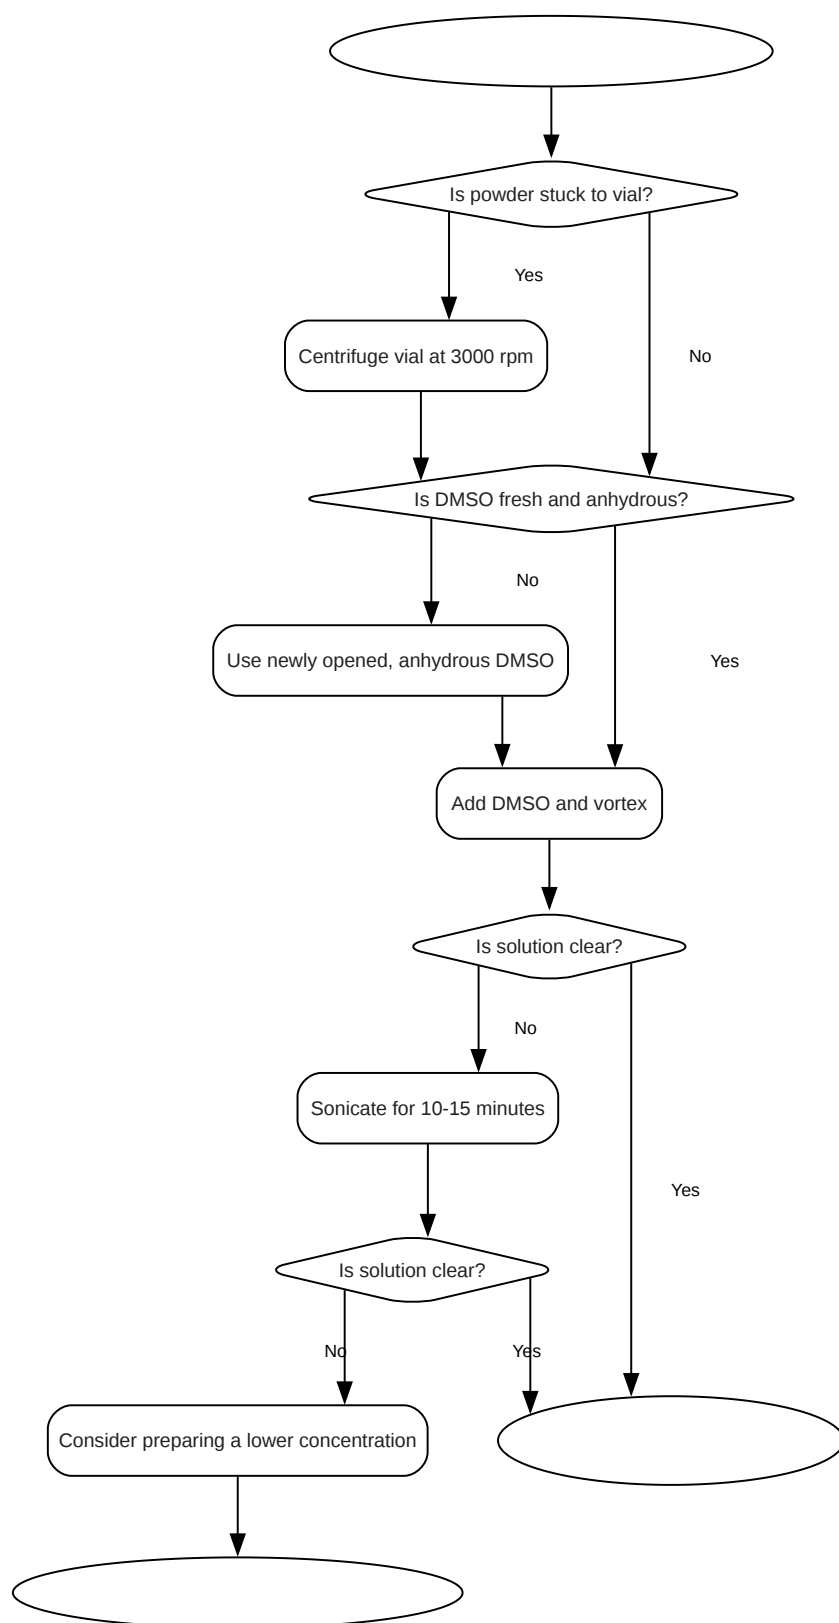 Is powder stuck to vial?
Yes
Centrifuge vial at 3000 rpm
No
Is DMSO fresh and anhydrous?
No
Use newly opened, anhydrous DMSO
Yes
Add DMSO and vortex
Is solution clear?
No
Sonicate for 10-15 minutes
Yes
Is solution clear?
No
Yes
Consider preparing a lower concentration